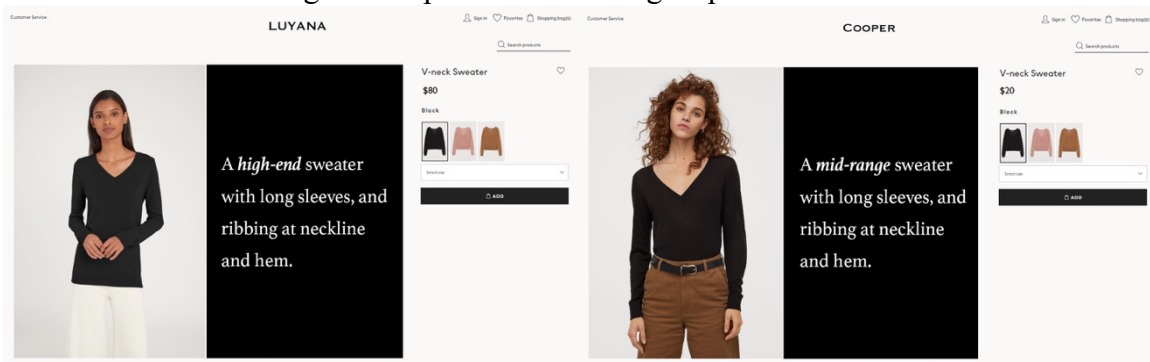 Customer Service
LUYANA
Sign in Favorites Shopping bag(0)
Search products
V-neck Sweater
$80
Black
Select size
ADD
A high-end sweater
with long sleeves, and
ribbing at neckline
and hem.
Customer Service
COOPER
Sign in Favorites Shopping bag(0)
Search products
V-neck Sweater
$20
Black
Select size
ADD
A mid-range sweater
with long sleeves, and
ribbing at neckline
and hem.